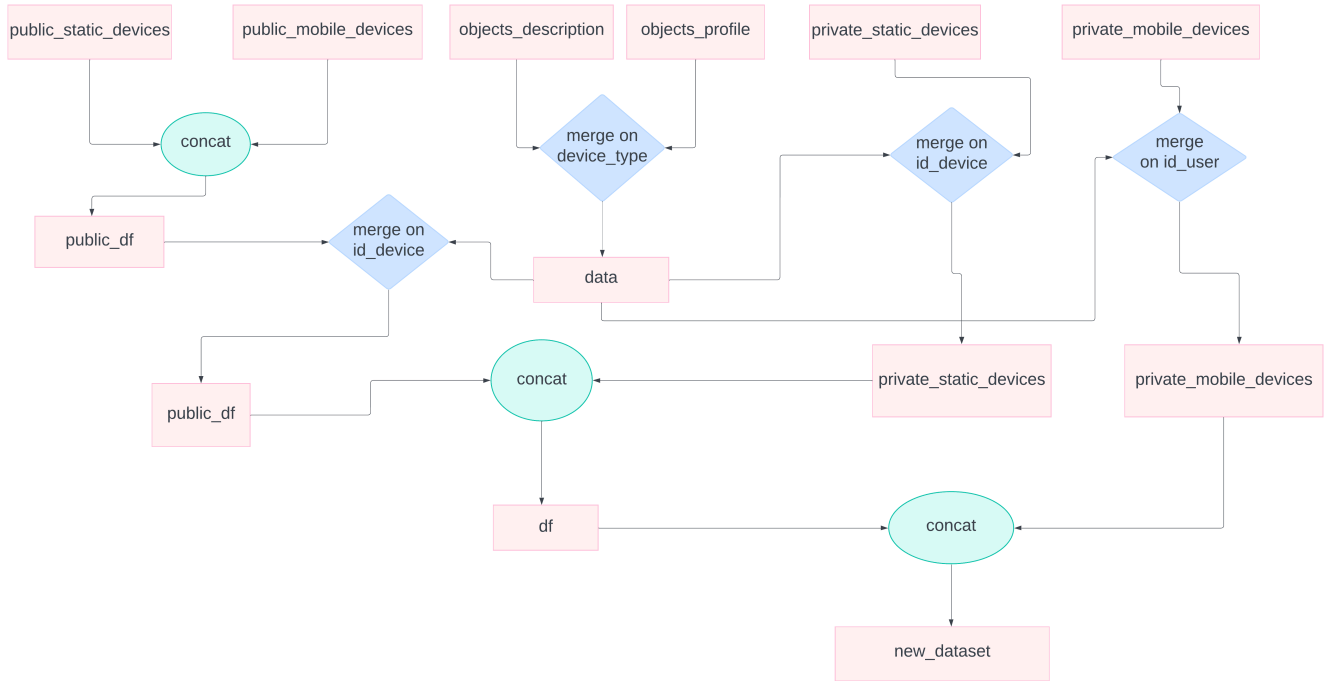 public_static_devices
public_mobile_devices
objects_description
objects_profile
private_static_devices
private_mobile_devices
concat
merge on
device_type
merge on
id_device
merge
on id_user
public_df
merge on
id_device
data
concat
private_static_devices
private_mobile_devices
public_df
df
concat
new_dataset